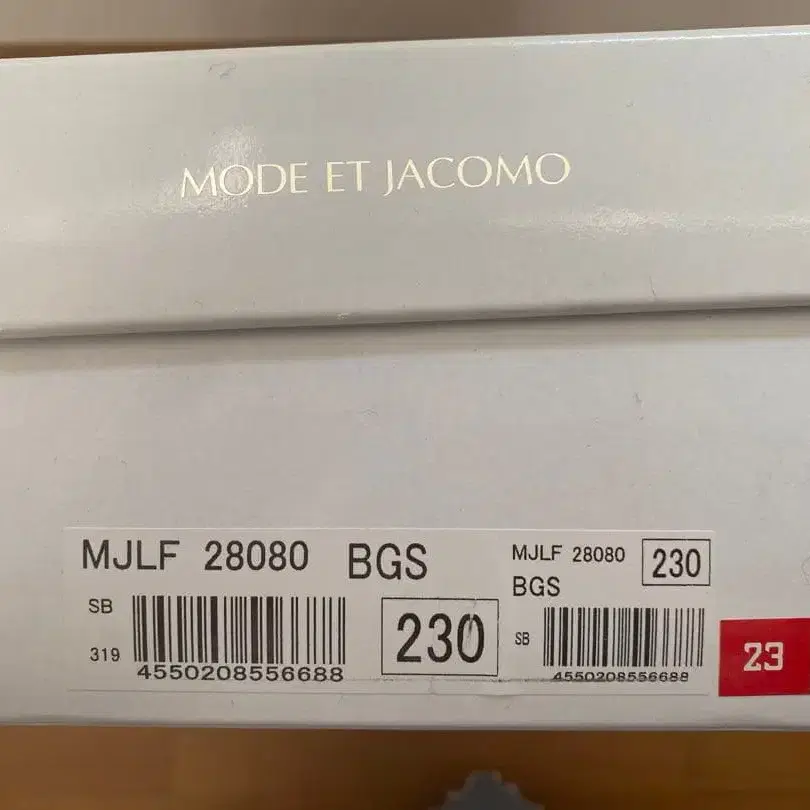 MODE ET JACOMO
MJLF 28080 BGS
SB
319
4550208556688
230
MJLF 28080 230
BGS
SB
4550208556688
23